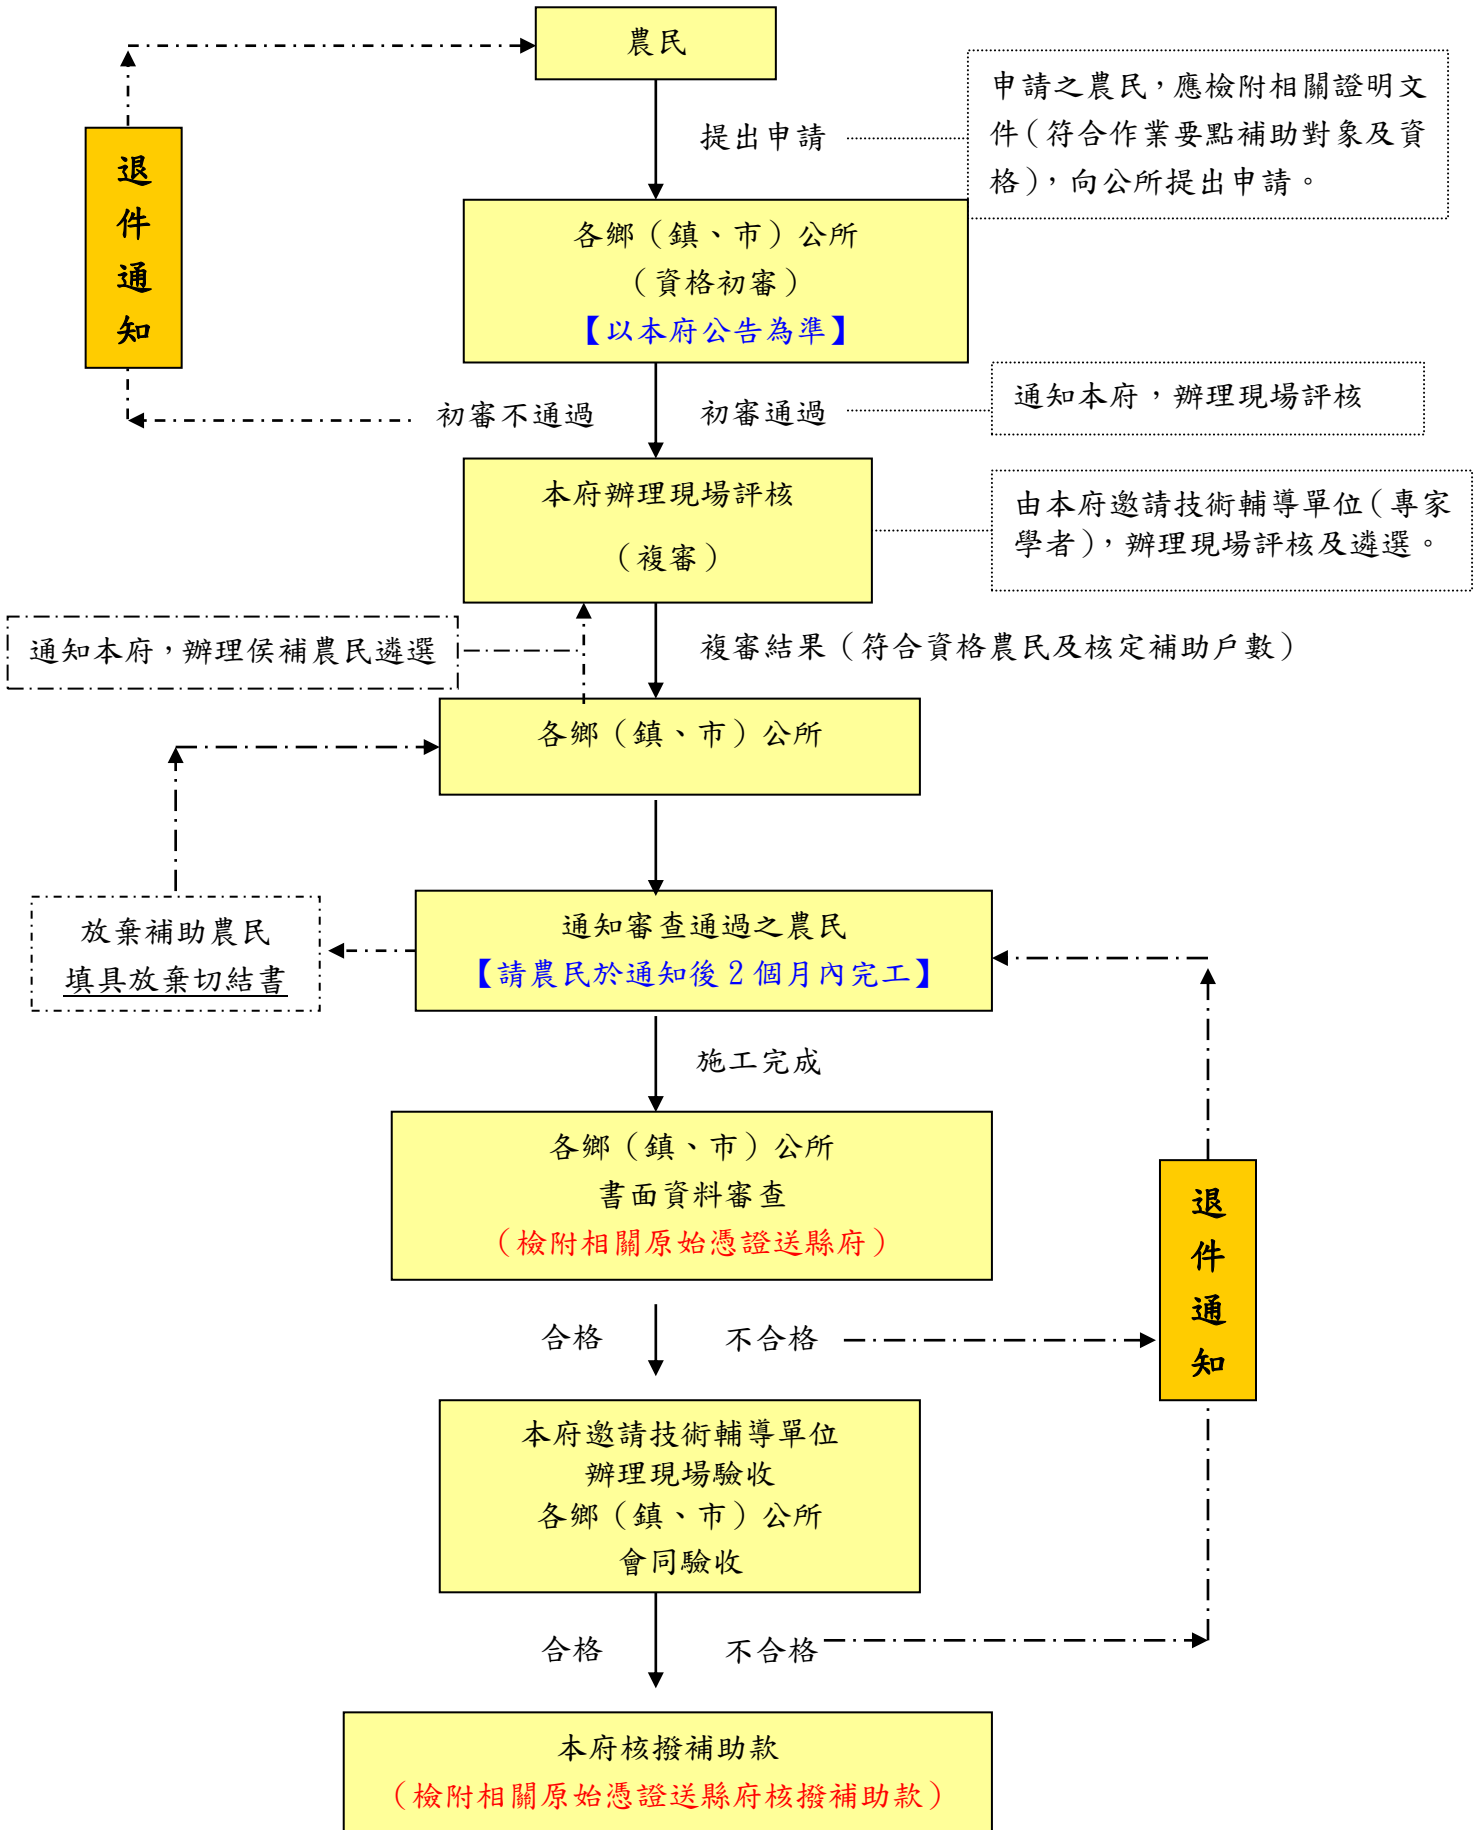 農民
提出申請
申請之農民，應檢附相關證明文
件（符合作業要點補助對象及資
格），向公所提出申請。
退
件
通
知
各鄉（鎮、市）公所
（資格初審）
【以本府公告為準】
初審不通過
初審通過
通知本府，辦理現場評核
本府辦理現場評核
（複審）
由本府邀請技術輔導單位（專家
學者），辦理現場評核及遴選。
通知本府，辦理侯補農民遴選
複審結果（符合資格農民及核定補助戶數）
各鄉（鎮、市）公所
放棄補助農民
填具放棄切結書
通知審查通過之農民
【請農民於通知後 2 個月內完工】
施工完成
各鄉（鎮、市）公所
書面資料審查
（檢附相關原始憑證送縣府）
退
件
通
知
合格
不合格
本府邀請技術輔導單位
辦理現場驗收
各鄉（鎮、市）公所
會同驗收
合格
不合格
本府核撥補助款
（檢附相關原始憑證送縣府核撥補助款）